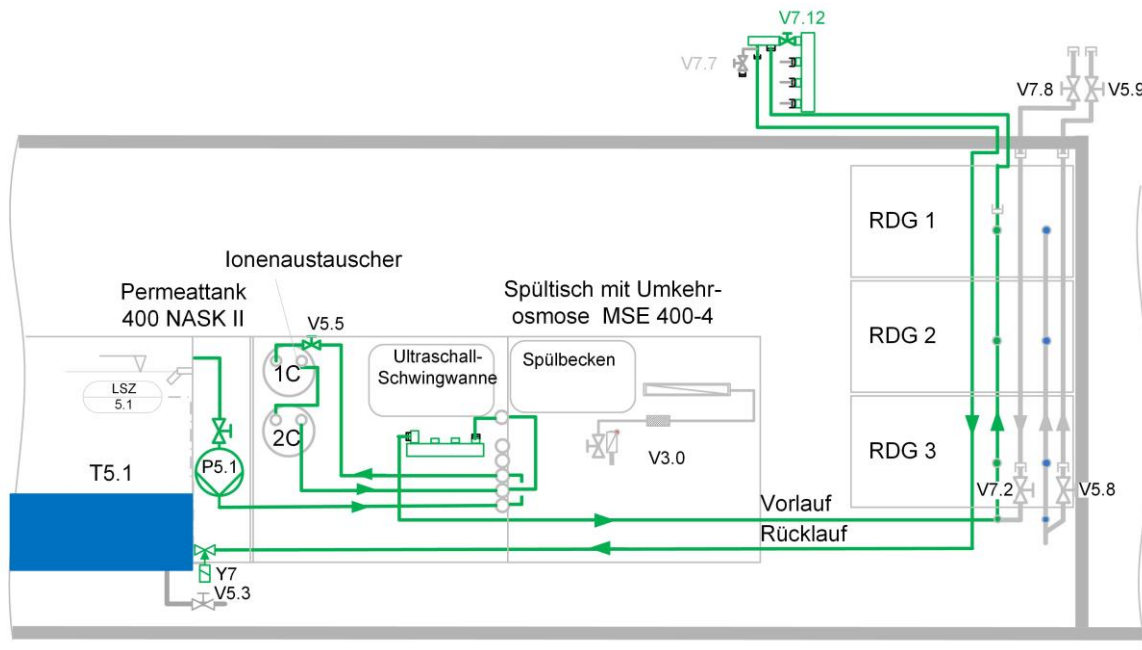 V7.12
V7.7
V7.8
V5.9
RDG 1
Ionenaustauscher
Permeattank
400 NASK II
V5.5
Spültisch mit Umkehr-
osmose MSE 400-4
RDG 2
1C
Ultraschall-
Schwingwanne
Spülbecken
LSZ
5.1
2C
RDG 3
T5.1
P5.1
V3.0
V7.2
V5.8
Vorlauf
Rücklauf
Y7
V5.3